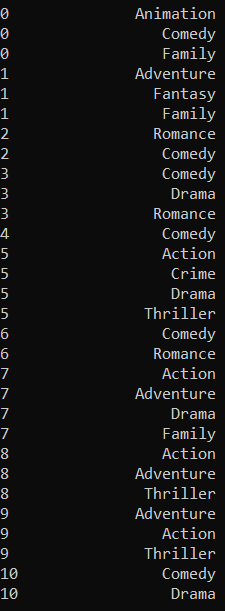 0 Animation
0 Comedy
0 Family
1 Adventure
1 Fantasy
1 Family
2 Romance
2 Comedy
3 Comedy
3 Drama
3 Romance
4 Comedy
5 Action
5 Crime
5 Drama
5 Thriller
6 Comedy
6 Romance
7 Action
7 Adventure
7 Drama
7 Family
8 Action
8 Adventure
8 Thriller
9 Adventure
9 Action
9 Thriller
10 Comedy
10 Drama